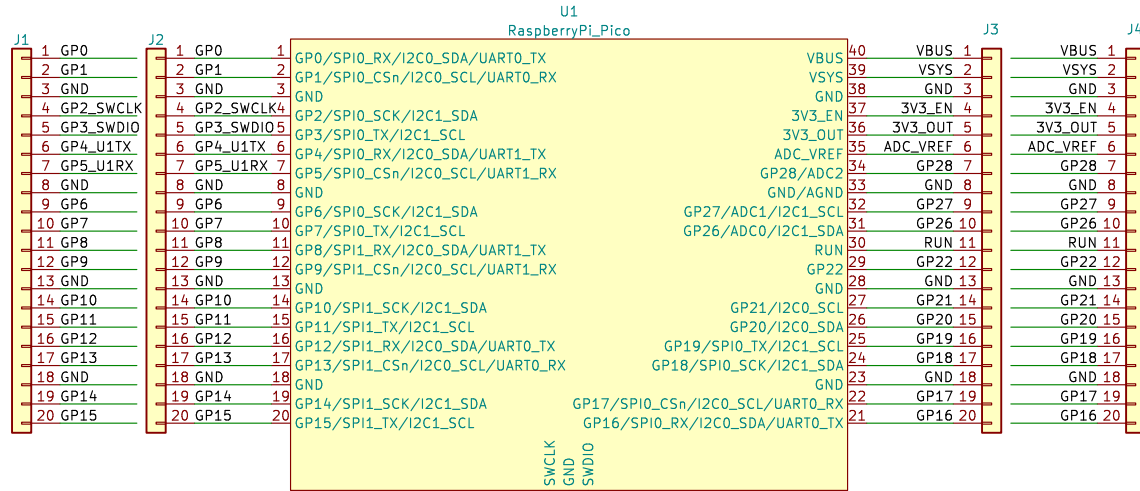 U1
RaspberryPi_Pico
J1 J2 J3 J4
1 GP0 1 GP0 1 GP0/SPI0_RX/I2C0_SDA/UART0_TX VBUS 40 VBUS 1 VBUS 1
2 GP1 2 GP1 2 GP1/SPI0_CSn/I2C0_SCL/UART0_RX VSYS 39 VSYS 2 VSYS 2
3 GND 3 GND 3 GND GND 38 GND 3 GND 3
4 GP2_SWCLK 4 GP2_SWCLK 4 GP2/SPI0_SCK/I2C1_SDA 3V3_EN 37 3V3_EN 4 3V3_EN 4
5 GP3_SWDIO 5 GP3_SWDIO 5 GP3/SPI0_TX/I2C1_SCL 3V3_OUT 36 3V3_OUT 5 3V3_OUT 5
6 GP4_U1TX 6 GP4_U1TX 6 GP4/SPI0_RX/I2C0_SDA/UART1_TX ADC_VREF 35 ADC_VREF 6 ADC_VREF 6
7 GP5_U1RX 7 GP5_U1RX 7 GP5/SPI0_CSn/I2C0_SCL/UART1_RX GP28/ADC2 34 GP28 7 GP28 7
8 GND 8 GND 8 GND GND/AGND 33 GND 8 GND 8
9 GP6 9 GP6 9 GP6/SPI0_SCK/I2C1_SDA GP27/ADC1/I2C1_SCL 32 GP27 9 GP27 9
10 GP7 10 GP7 10 GP7/SPI0_TX/I2C1_SCL GP26/ADC0/I2C1_SDA 31 GP26 10 GP26 10
11 GP8 11 GP8 11 GP8/SPI1_RX/I2C0_SDA/UART1_TX RUN 30 RUN 11 RUN 11
12 GP9 12 GP9 12 GP9/SPI1_CSn/I2C0_SCL/UART1_RX GP22 29 GP22 12 GP22 12
13 GND 13 GND 13 GND GND 28 GND 13 GND 13
14 GP10 14 GP10 14 GP10/SPI1_SCK/I2C1_SDA GP21/I2C0_SCL 27 GP21 14 GP21 14
15 GP11 15 GP11 15 GP11/SPI1_TX/I2C1_SCL GP20/I2C0_SDA 26 GP20 15 GP20 15
16 GP12 16 GP12 16 GP12/SPI1_RX/I2C0_SDA/UART0_TX GP19/SPI0_TX/I2C1_SCL 25 GP19 16 GP19 16
17 GP13 17 GP13 17 GP13/SPI1_CSn/I2C0_SCL/UART0_RX GP18/SPI0_SCK/I2C1_SDA 24 GP18 17 GP18 17
18 GND 18 GND 18 GND GND 23 GND 18 GND 18
19 GP14 19 GP14 19 GP14/SPI1_SCK/I2C1_SDA GP17/SPI0_CSn/I2C0_SCL/UART0_RX 22 GP17 19 GP17 19
20 GP15 20 GP15 20 GP15/SPI1_TX/I2C1_SCL GP16/SPI0_RX/I2C0_SDA/UART0_TX 21 GP16 20 GP16 20
SWCLK
GND
SWDIO